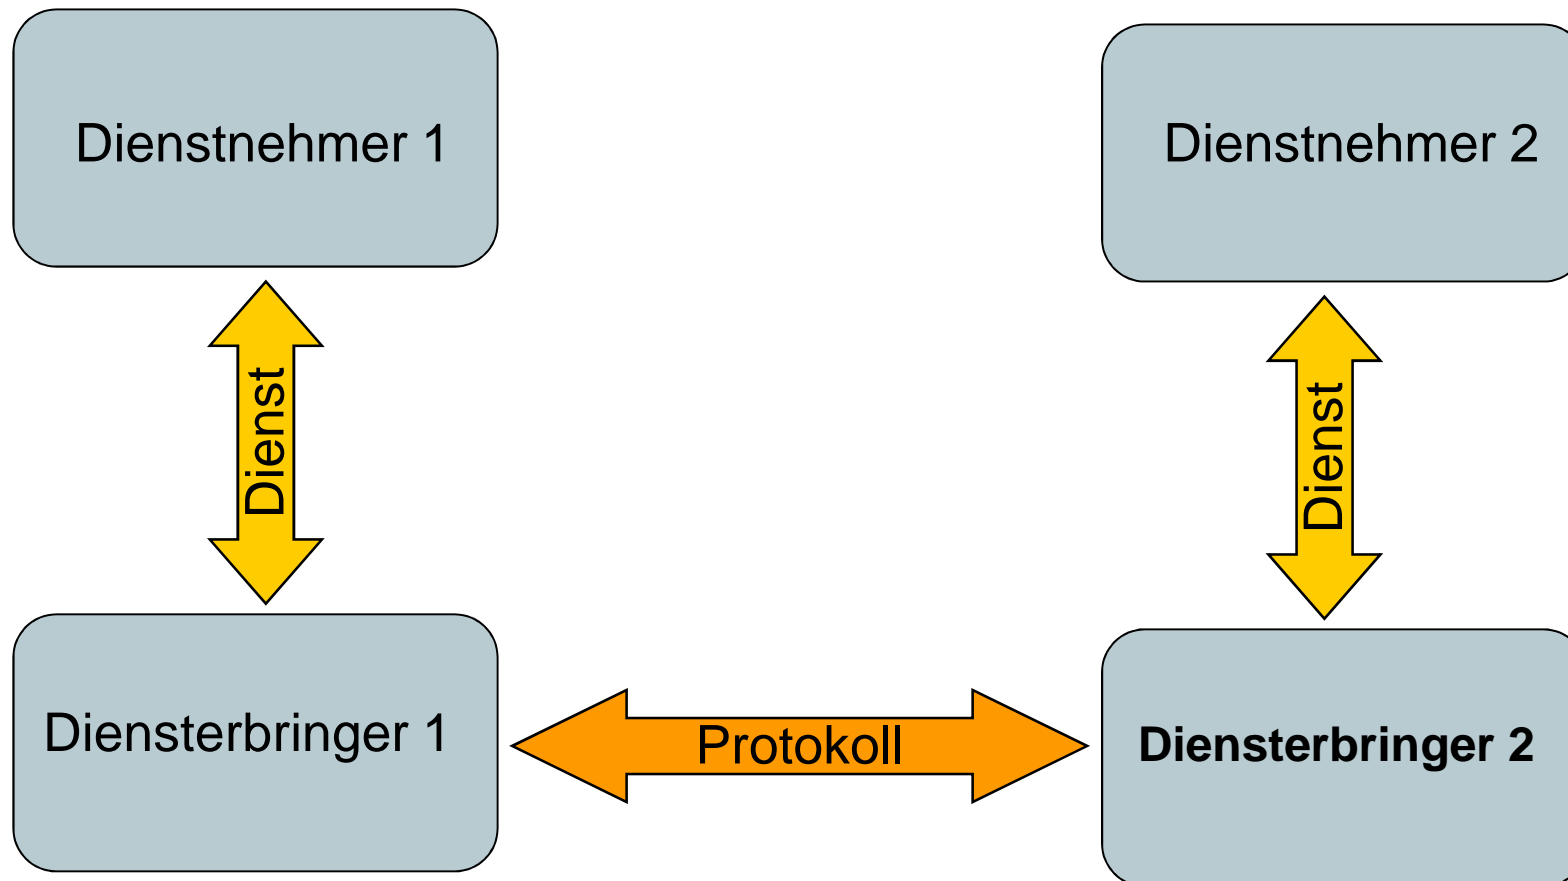 Dienstnehmer 1
Dienstnehmer 2
Dienst
Dienst
Diensterbringer 1
Protokoll
Diensterbringer 2